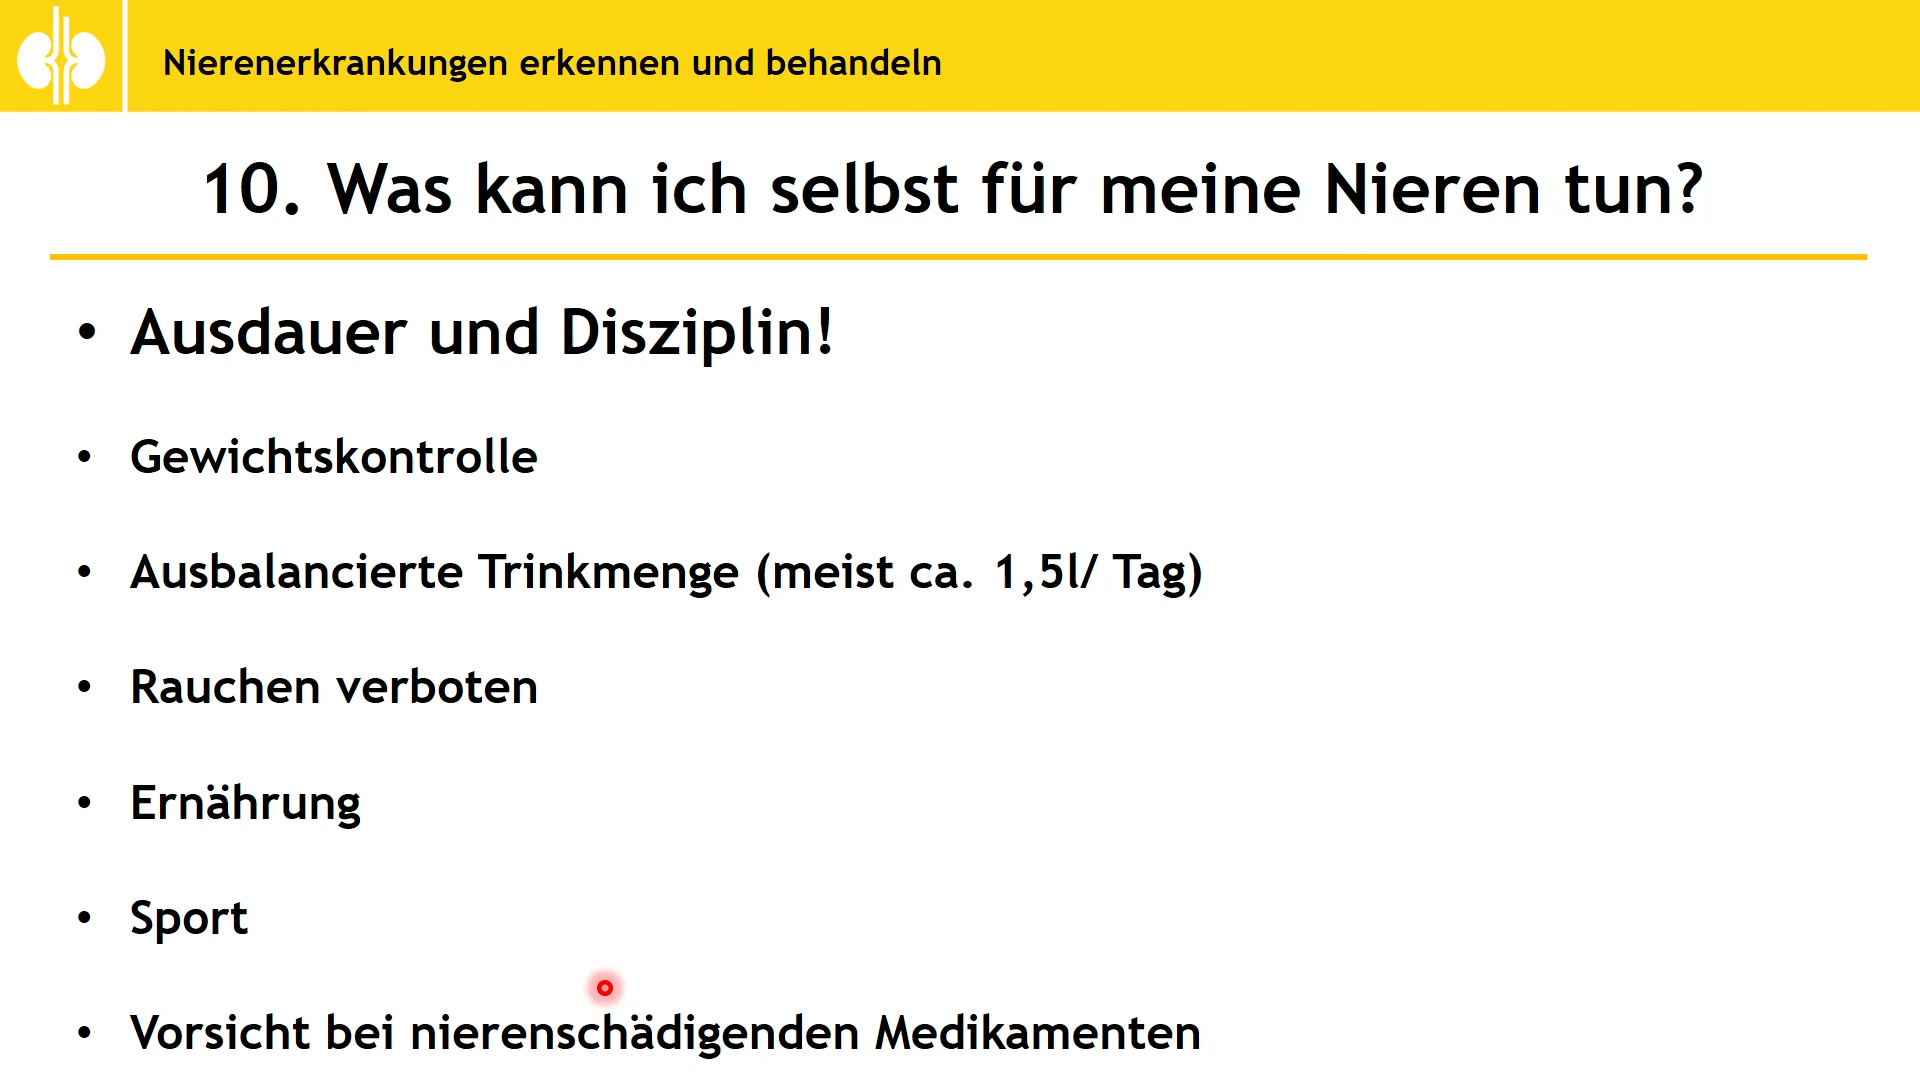 Nierenerkrankungen erkennen und behandeln
10. Was kann ich selbst für meine Nieren tun?
• Ausdauer und Disziplin!
• Gewichtskontrolle
• Ausbalancierte Trinkmenge (meist ca. 1,5l/ Tag)
• Rauchen verboten
• Ernährung
• Sport
• Vorsicht bei nierenschädigenden Medikamenten